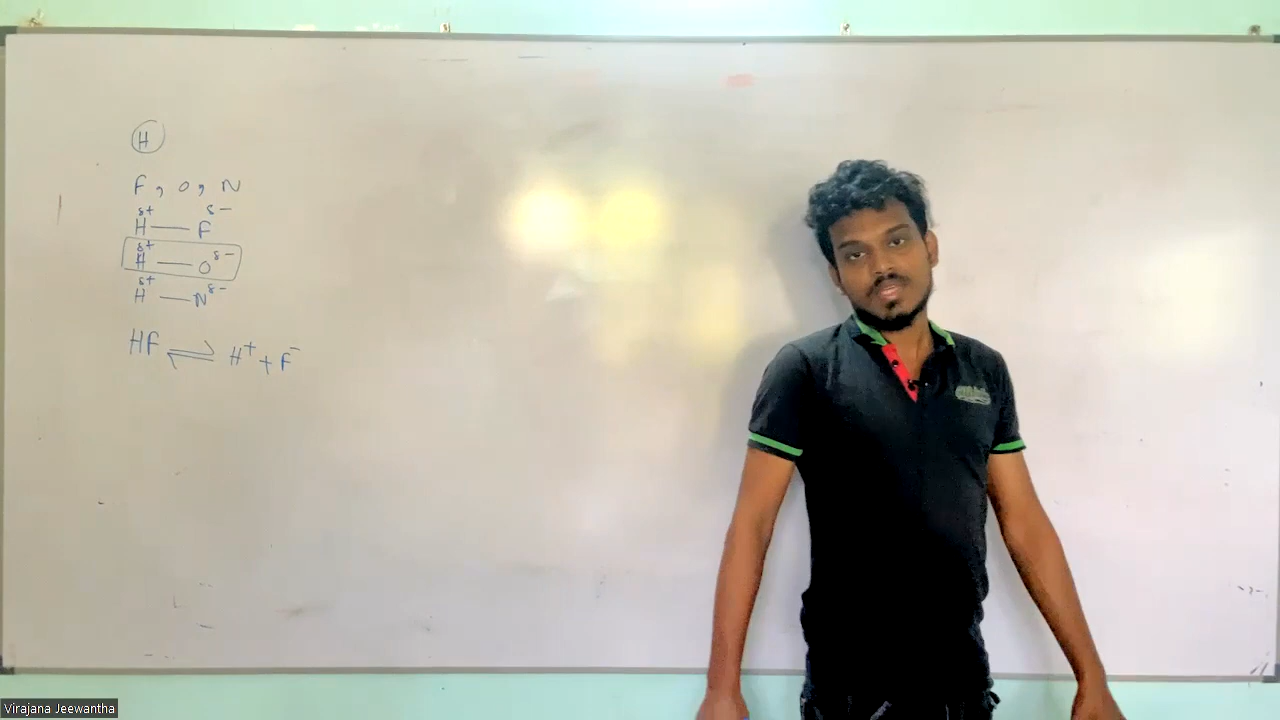 H
F, O, N
δ+ δ-
H — F
δ+
H — O δ-
δ+
H — N δ-
HF ⇌ H⁺ + F⁻
Virajana Jeewantha